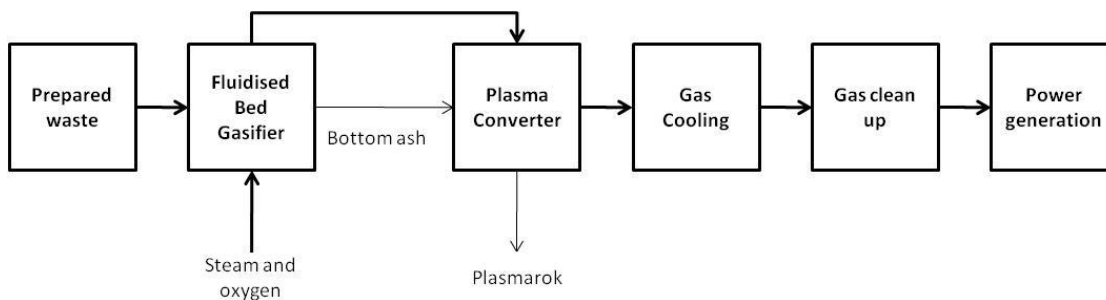 Prepared
waste
Fluidised
Bed
Gasifier
Bottom ash
Plasma
Converter
Gas
Cooling
Gas clean
up
Power
generation
Steam and
oxygen
Plasmarok